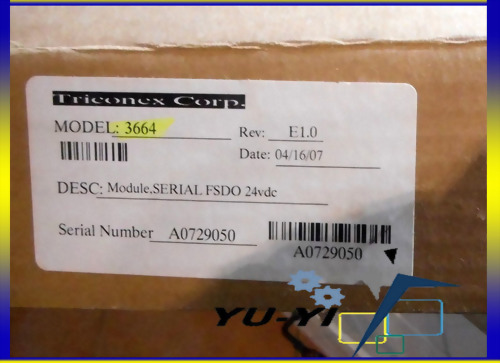 Triconex Corp.
MODEL: 3664
Rev: E1.0
Date: 04/16/07
DESC: Module,SERIAL FSDO 24vdc
Serial Number A0729050
A0729050
YU-YI